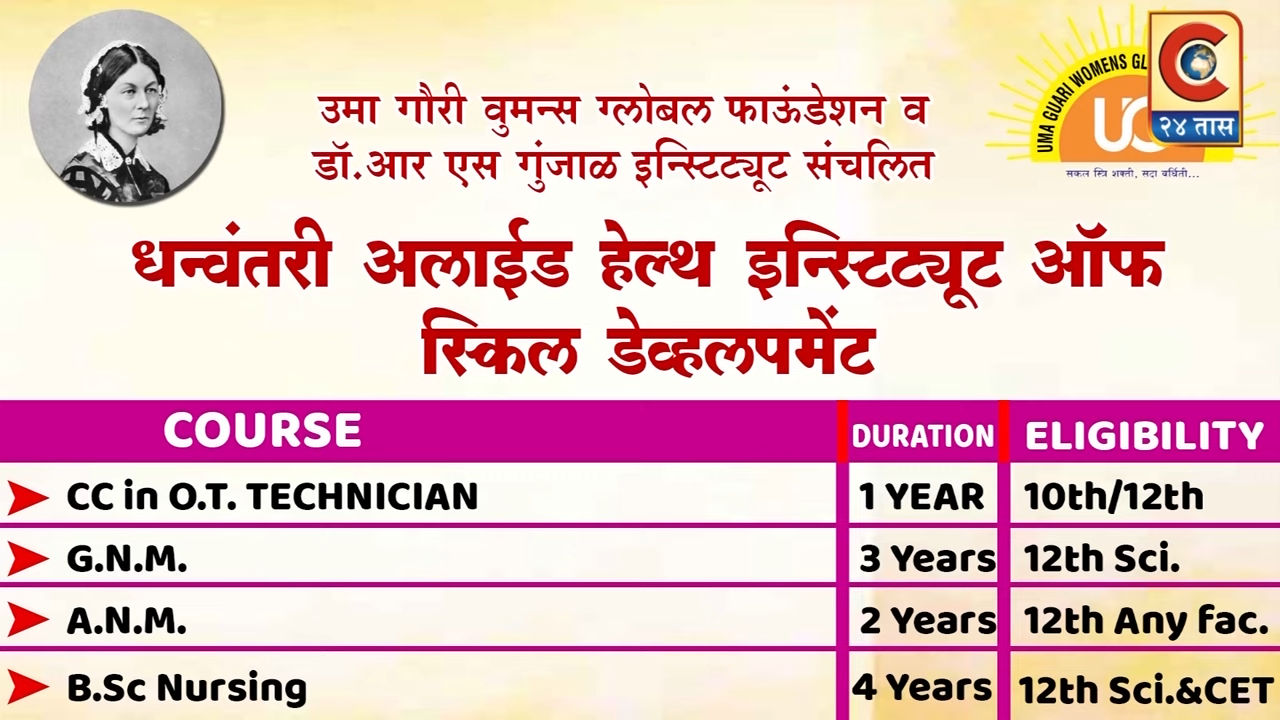 उमा गौरी वुमन्स ग्लोबल फाऊंडेशन व
डॉ.आर एस गुंजाळ इन्स्टिट्यूट संचलित
UMA GUARI WOMENS
२४ तास
सकल स्त्रि शक्ती, सदा वर्धिती...
धन्वंतरी अलाईड हेल्थ इन्स्टिट्यूट ऑफ
स्किल डेव्हलपमेंट
COURSE DURATION ELIGIBILITY
CC in O.T. TECHNICIAN 1 YEAR 10th/12th
G.N.M. 3 Years 12th Sci.
A.N.M. 2 Years 12th Any fac.
B.Sc Nursing 4 Years 12th Sci.&CET